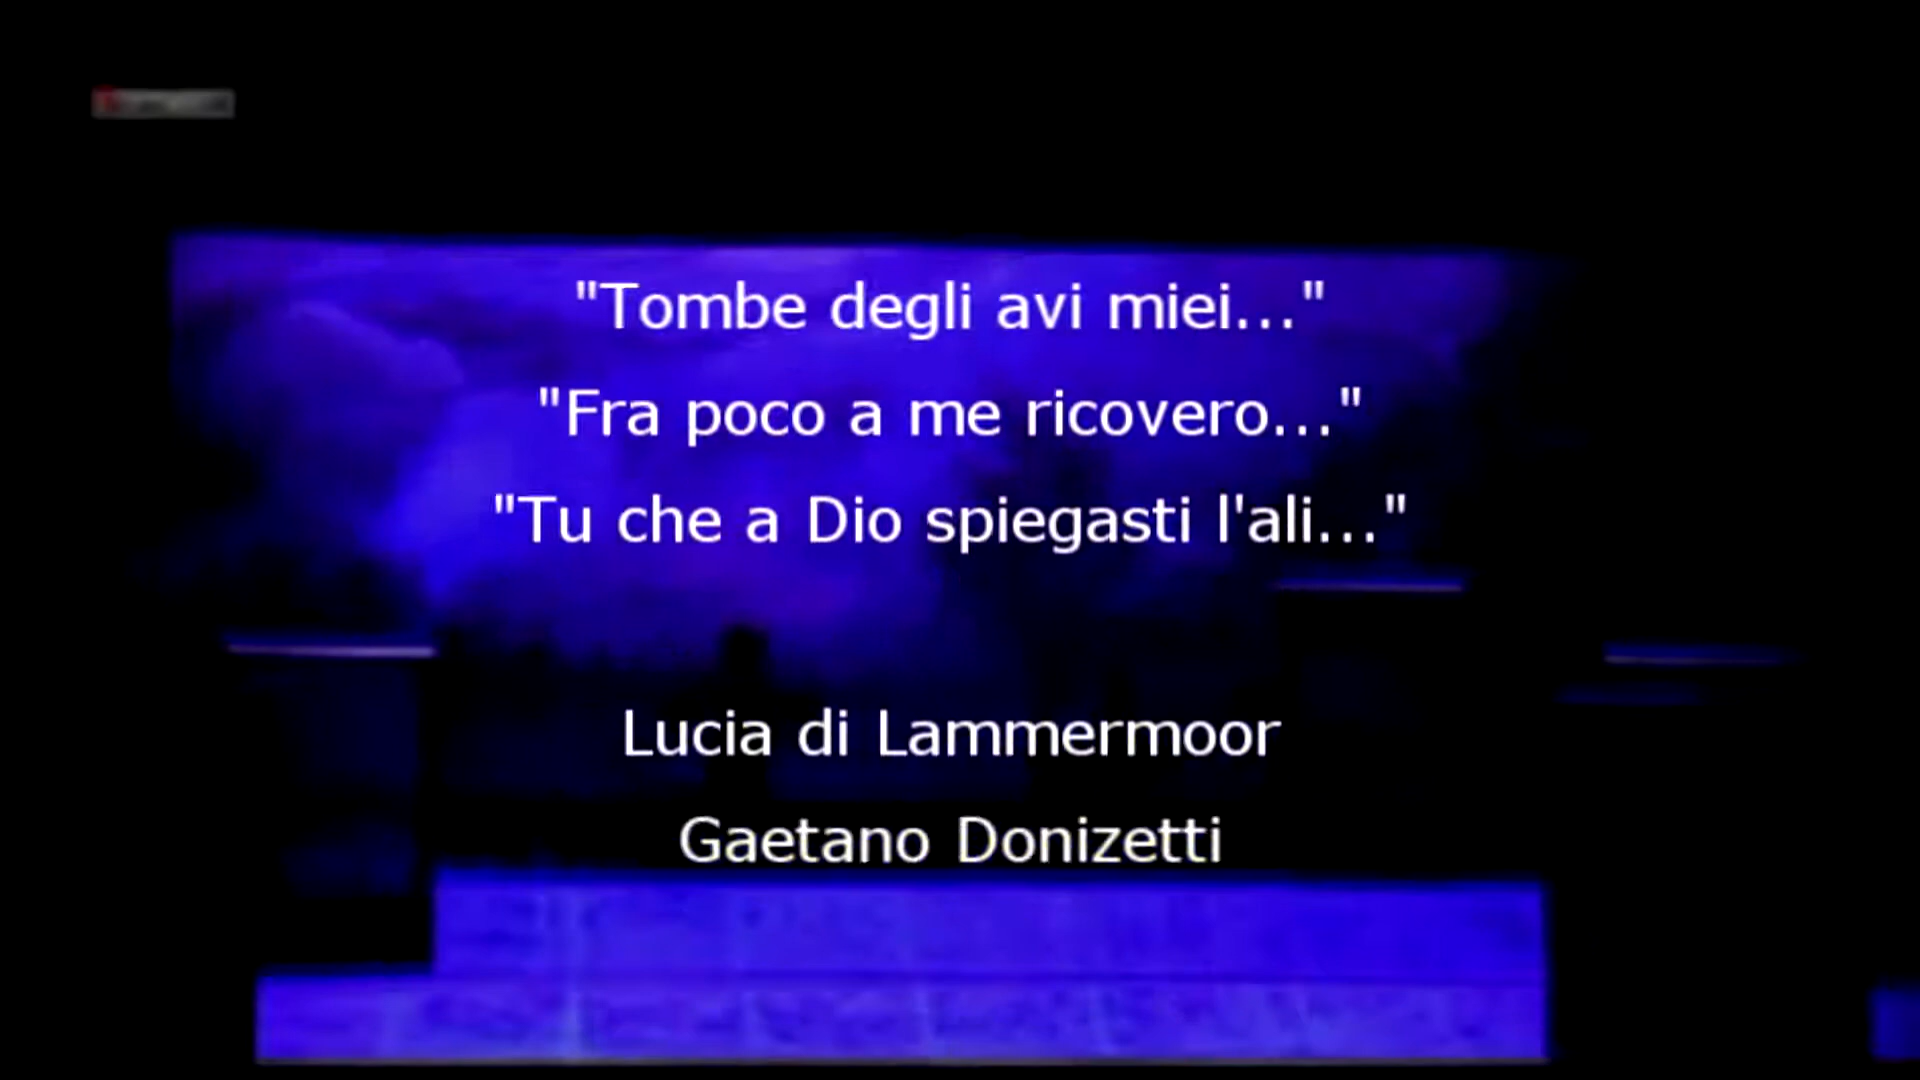 "Tombe degli avi miei..."
"Fra poco a me ricovero..."
"Tu che a Dio spiegasti l'ali..."
Lucia di Lammermoor
Gaetano Donizetti